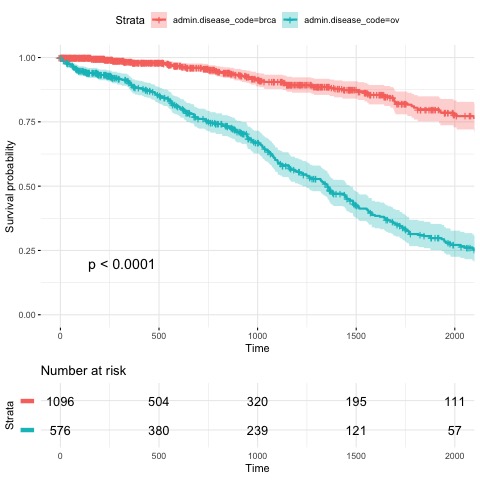 Strata admin.disease_code=brca admin.disease_code=ov
1.00
0.75
0.50
0.25
0.00
Survival probability
p < 0.0001
0 500 1000 1500 2000
Time
Number at risk
Strata
1096 504 320 195 111
576 380 239 121 57
0 500 1000 1500 2000
Time